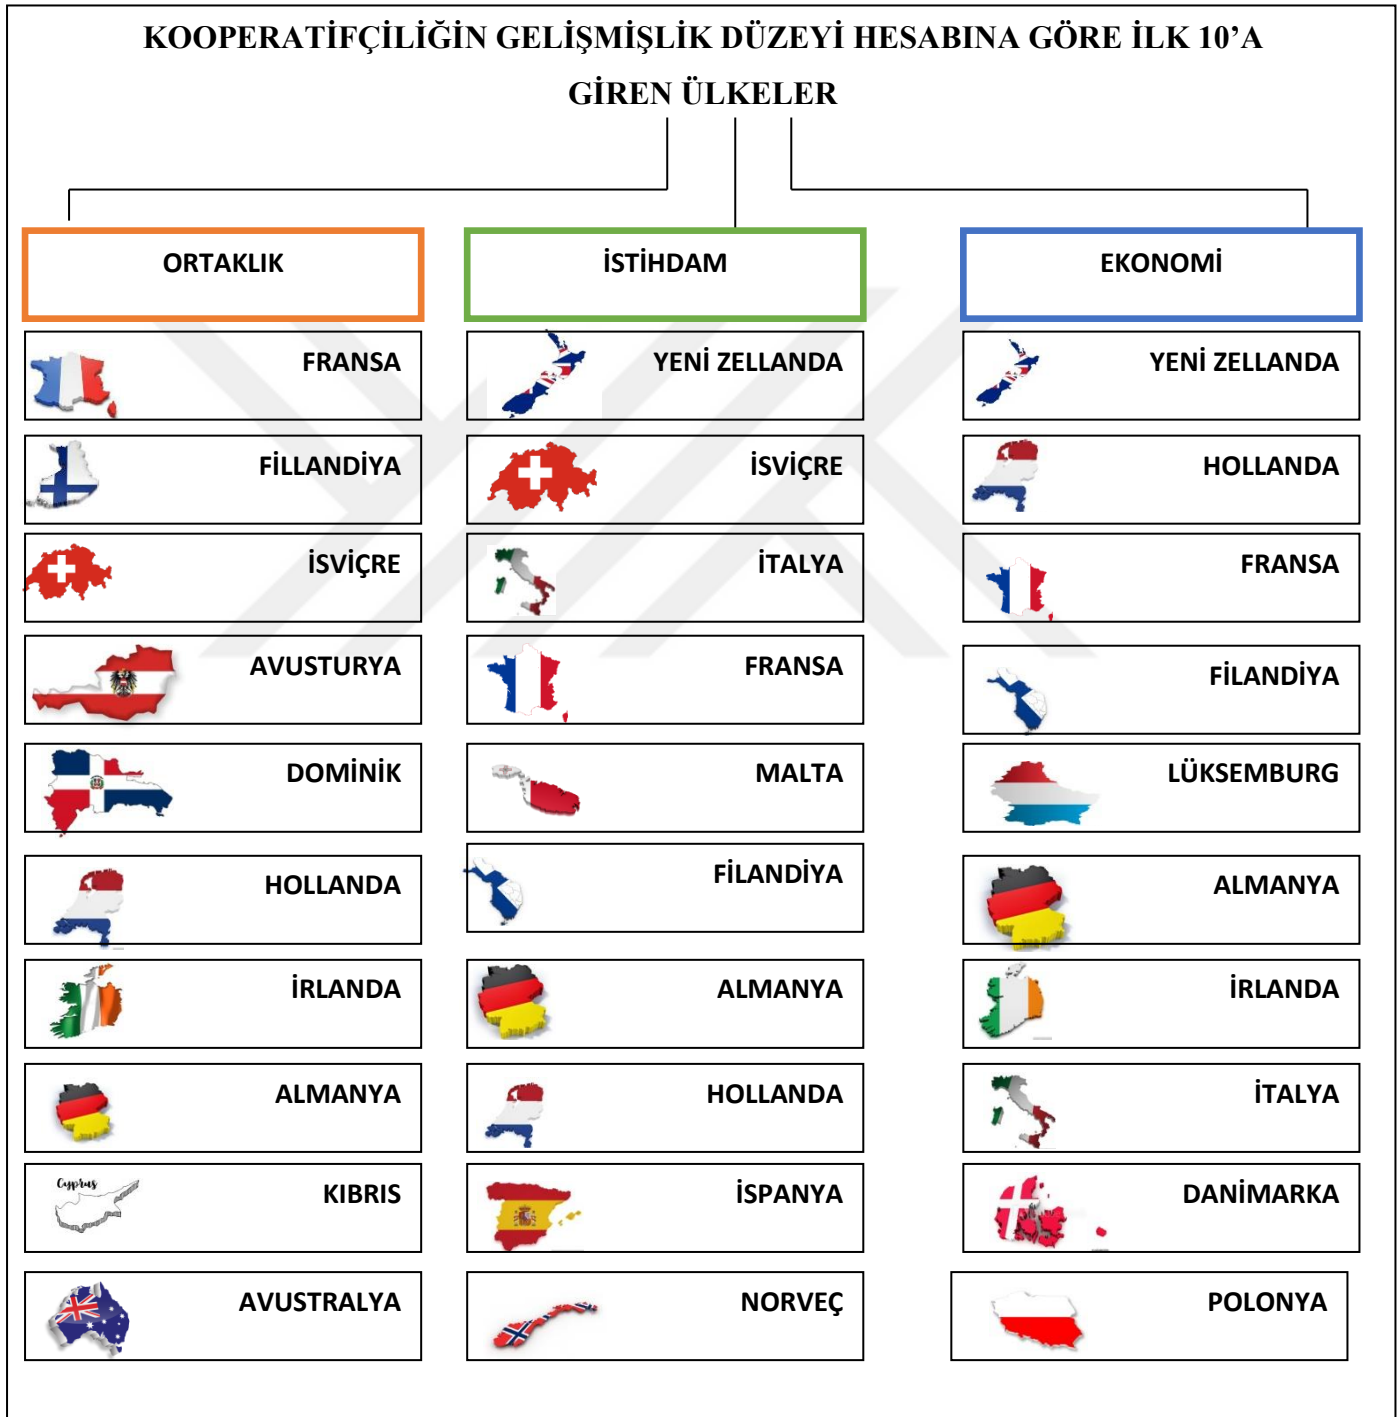 KOOPERATİFÇİLİĞİN GELİŞMİŞLİK DÜZEYİ HESABINA GÖRE İLK 10’A
GİREN ÜLKELER
ORTAKLIK
FRANSA
FİLLANDİYA
İSVİÇRE
AVUSTURYA
DOMİNİK
HOLLANDA
İRLANDA
ALMANYA
Cyprus
KIBRIS
AVUSTRALYA
İSTİHDAM
YENİ ZELLANDA
İSVİÇRE
İTALYA
FRANSA
MALTA
FİLANDİYA
ALMANYA
HOLLANDA
İSPANYA
NORVEÇ
EKONOMİ
YENİ ZELLANDA
HOLLANDA
FRANSA
FİLANDİYA
LÜKSEMBURG
ALMANYA
İRLANDA
İTALYA
DANİMARKA
POLONYA